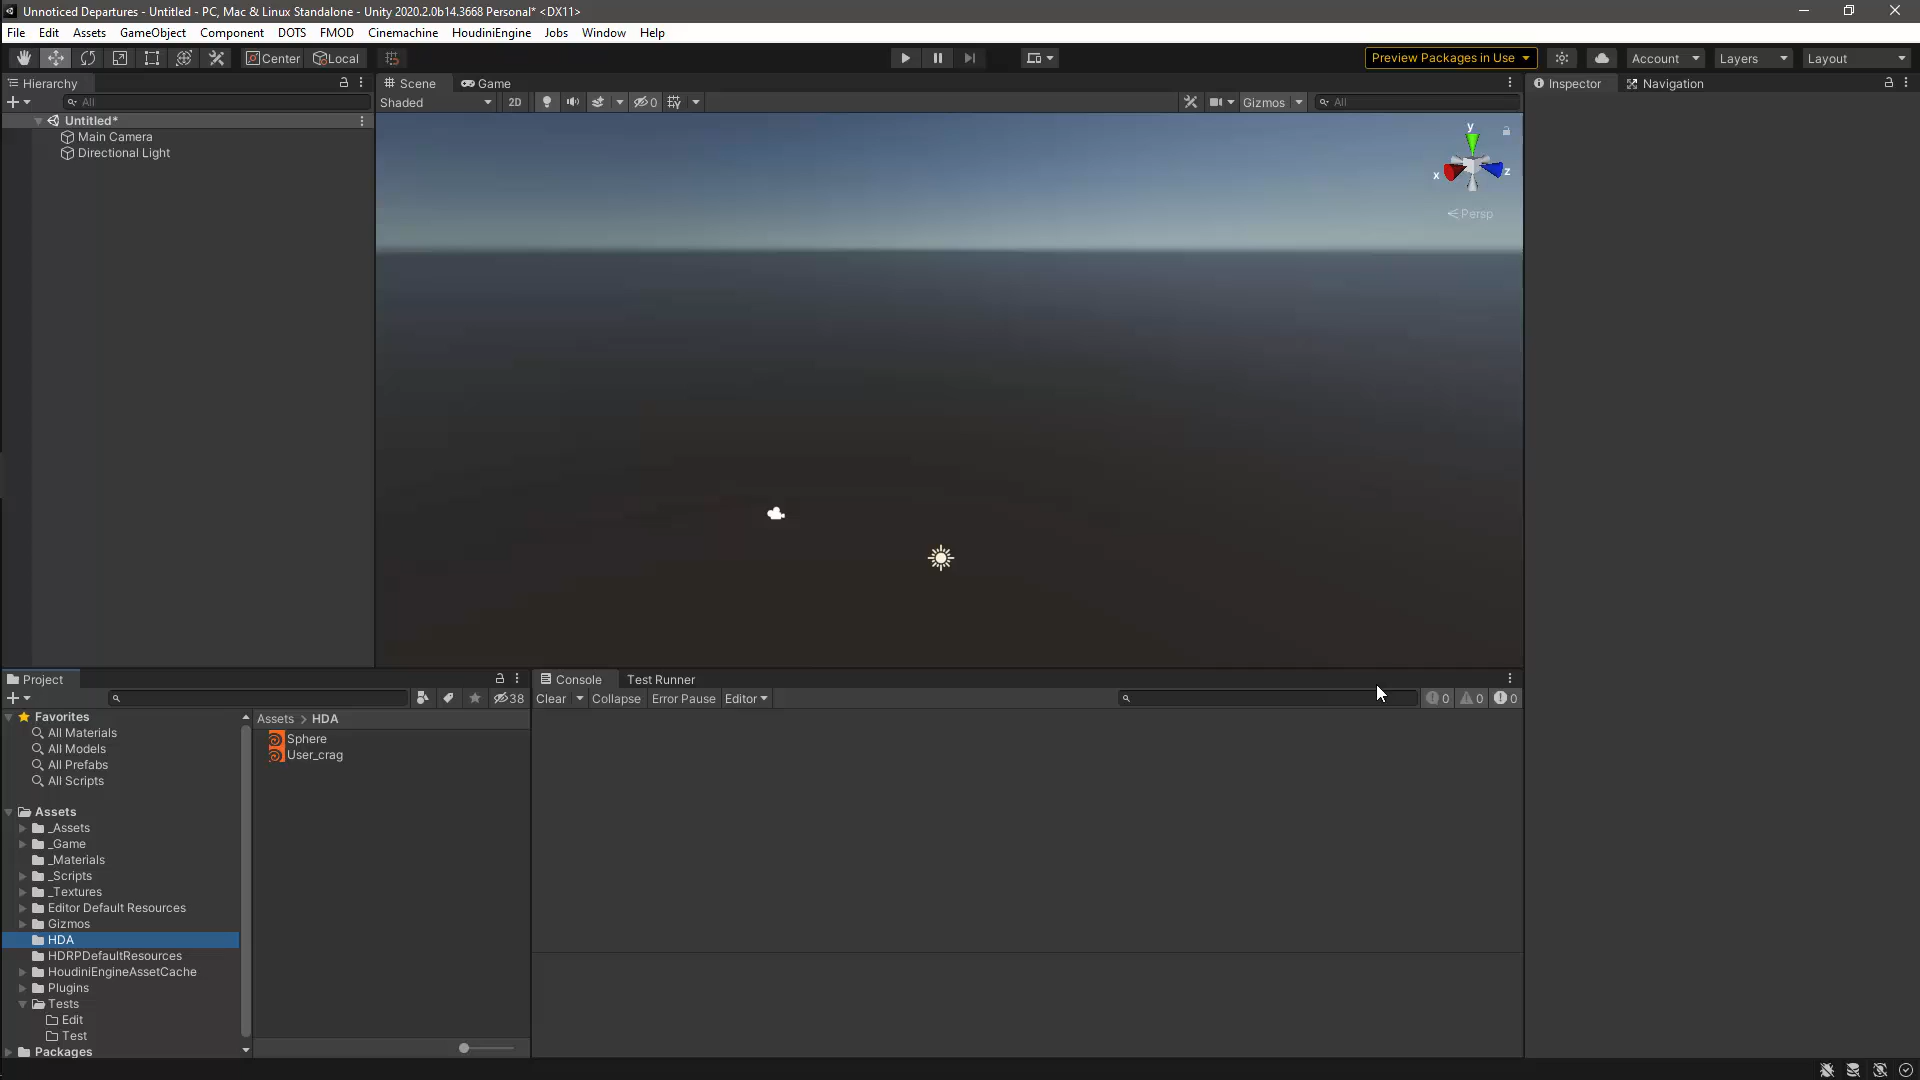 Unnoticed Departures - Untitled - PC, Mac & Linux Standalone - Unity 2020.2.0b14.3668 Personal* <DX11>
File Edit Assets GameObject Component DOTS FMOD Cinemachine HoudiniEngine Jobs Window Help
Center Local Preview Packages in Use Account Layers Layout
Hierarchy
All
Untitled*
Main Camera
Directional Light
Scene Game
Shaded 2D 0 Gizmos All
y
x z
Persp
Inspector Navigation
Project
38
Favorites
All Materials
All Models
All Prefabs
All Scripts
Assets
_Assets
_Game
_Materials
_Scripts
_Textures
Editor Default Resources
Gizmos
HDA
HDRPDefaultResources
HoudiniEngineAssetCache
Plugins
Tests
Edit
Test
Packages
Assets > HDA
Sphere
User_crag
Console Test Runner
Clear Collapse Error Pause Editor 0 0 0